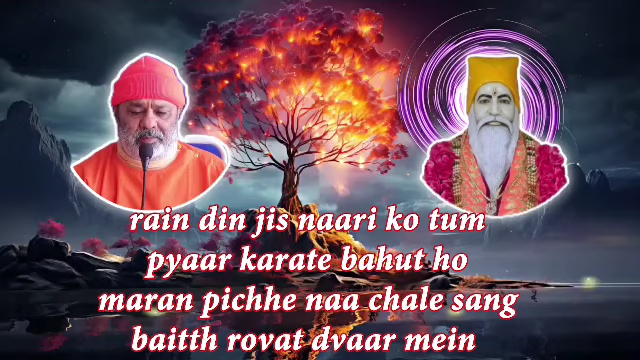 rain din jis naari ko tum
pyaar karate bahut ho
maran pichhe naa chale sang
baitth rovat dvaar mein